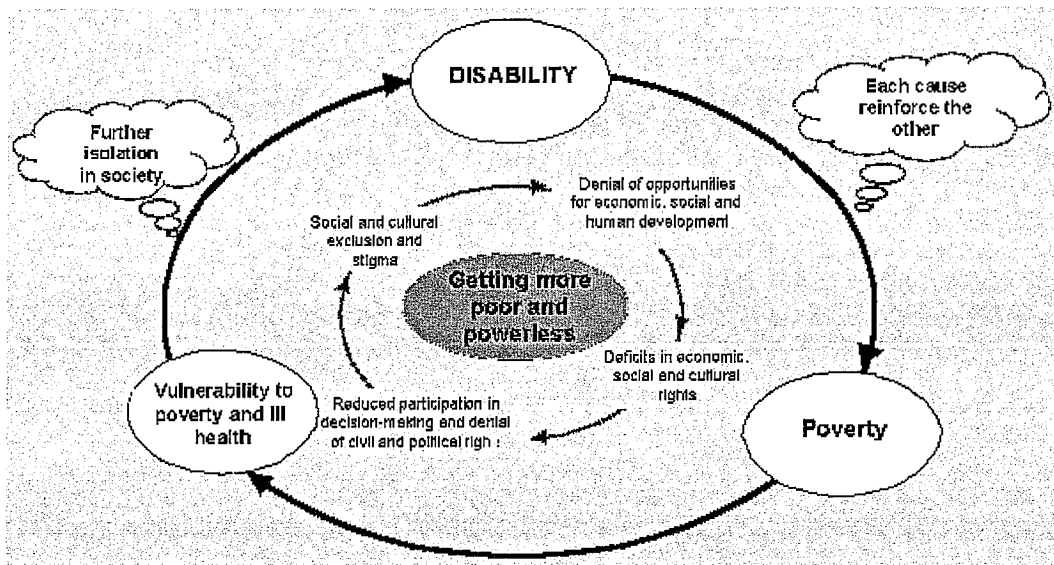 DISABILITY
Each cause
reinforce the
other
Further
isolation
in society
Denial of opportunities
for economic, social and
human development
Social and cultural
exclusion and
stigma
Getting more
poor and
powerless
Deficits in economic,
social and cultural
rights
Vulnerability to
poverty and Ill
health
Reduced participation in
decision-making and denial
of civil and political
Poverty